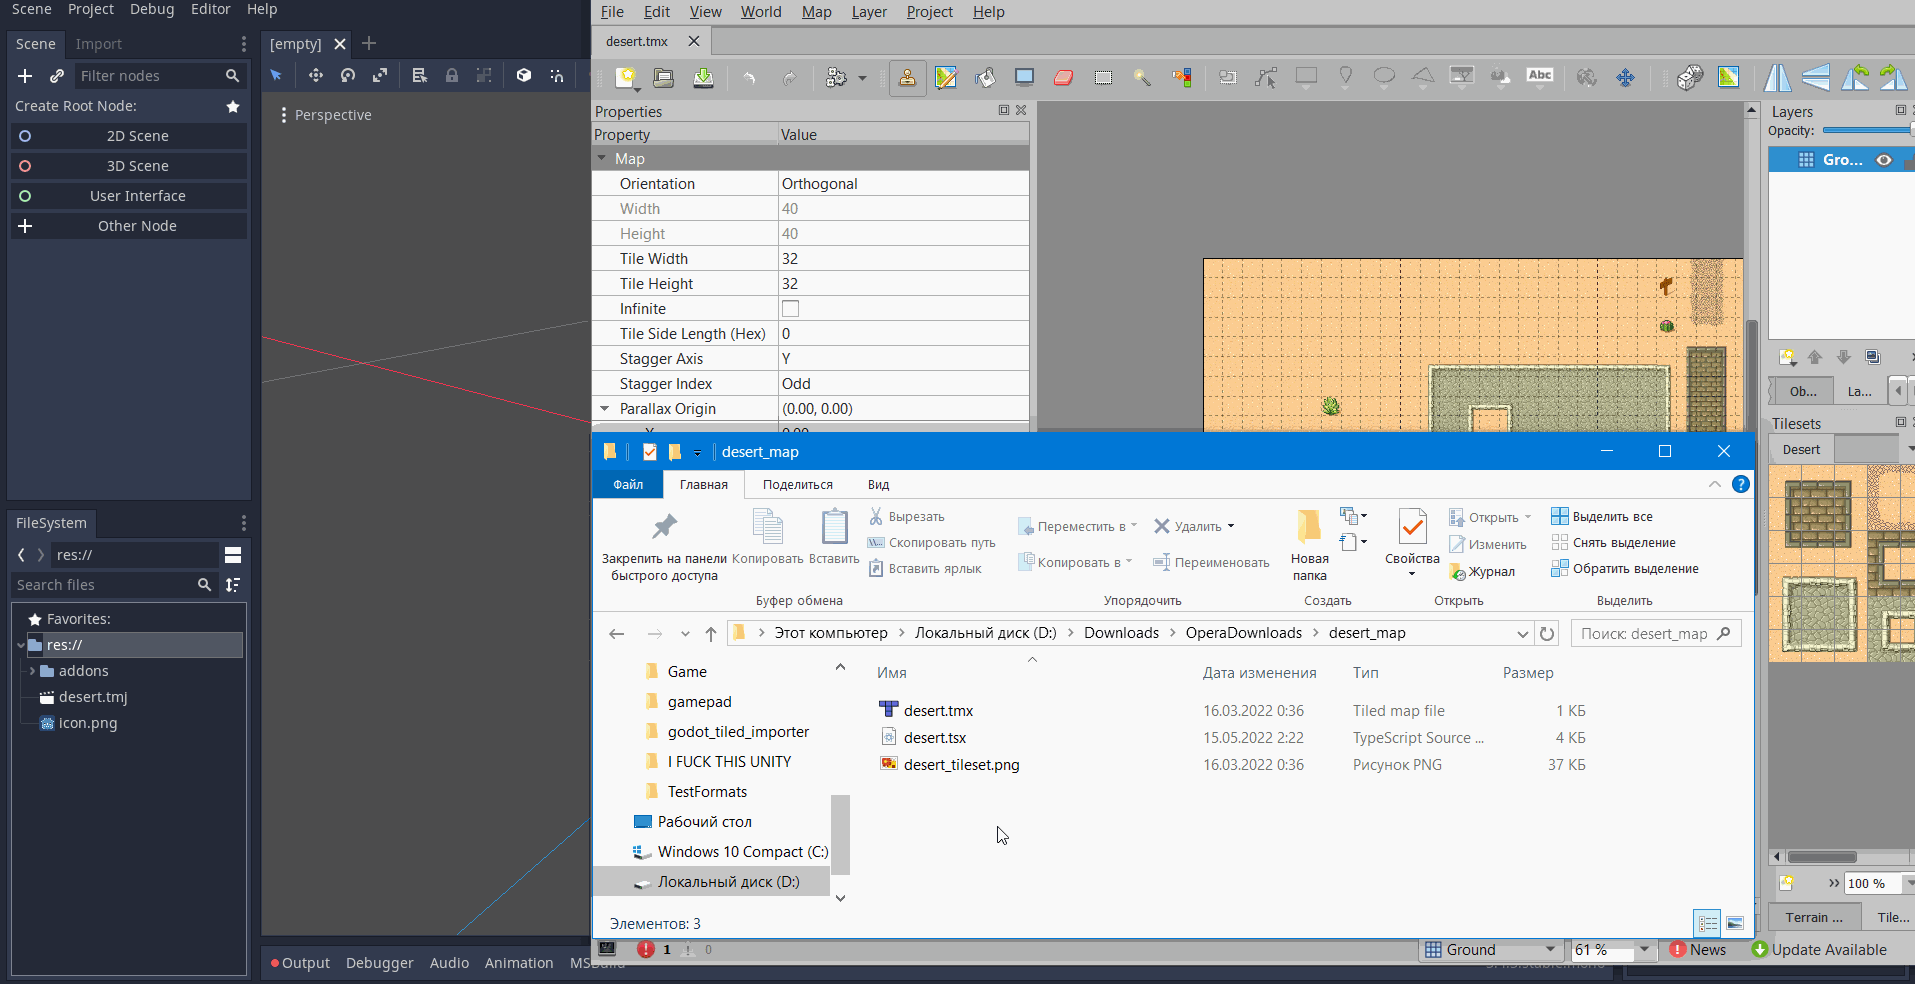 Scene Project Debug Editor Help
Scene Import
Filter nodes
Create Root Node:
2D Scene
3D Scene
User Interface
Other Node
[empty]
Perspective
FileSystem
res://
Search files
Favorites:
res://
addons
desert.tmj
icon.png
Output Debugger Audio Animation
File Edit View World Map Layer Project Help
desert.tmx
Abc
Properties
Property Value
Map
Orientation Orthogonal
Width 40
Height 40
Tile Width 32
Tile Height 32
Infinite
Tile Side Length (Hex) 0
Stagger Axis Y
Stagger Index Odd
Parallax Origin (0.00, 0.00)
Layers
Opacity:
Gro...
Ob... La...
Tilesets
Desert
100 %
Terrain ... Tile...
desert_map
Файл Главная Поделиться Вид
Закрепить на панели
быстрого доступа
Копировать
Вставить
Вырезать
Скопировать путь
Вставить ярлык
Буфер обмена
Переместить в
Копировать в
Удалить
Переименовать
Упорядочить
Новая
папка
Создать
Свойства
Открыть
Изменить
Журнал
Открыть
Выделить все
Снять выделение
Обратить выделение
Выделить
Этот компьютер Локальный диск (D:) Downloads OperaDownloads desert_map
Поиск: desert_map
Game
gamepad
godot_tiled_importer
I FUCK THIS UNITY
TestFormats
Рабочий стол
Windows 10 Compact (C:)
Локальный диск (D:)
Имя Дата изменения Тип Размер
desert.tmx 16.03.2022 0:36 Tiled map file 1 КБ
desert.tsx 15.05.2022 2:22 TypeScript Source ... 4 КБ
desert_tileset.png 16.03.2022 0:36 Рисунок PNG 37 КБ
Элементов: 3
1 0
Ground 61 % News Update Available